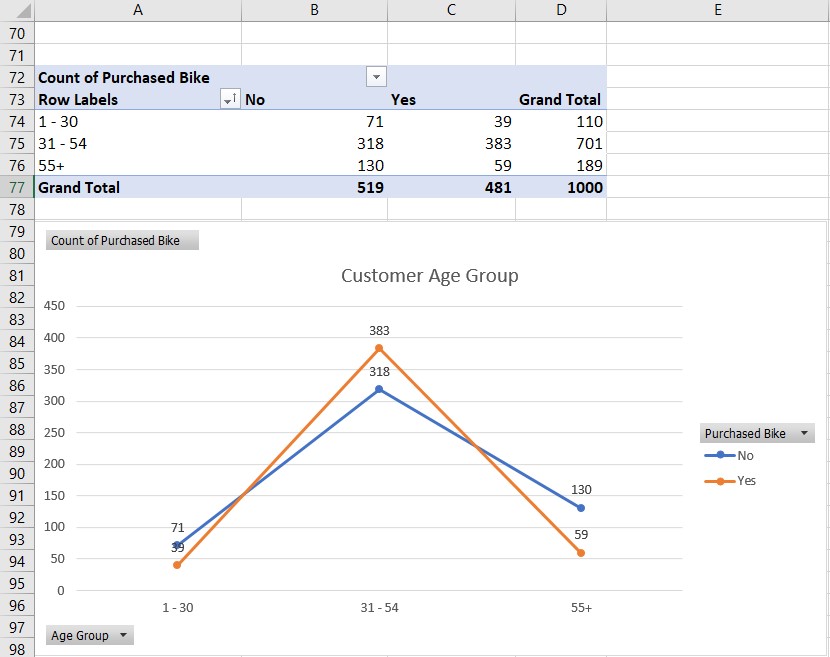 A B C D E
70
71
72 Count of Purchased Bike
73 Row Labels No Yes Grand Total
74 1 - 30 71 39 110
75 31 - 54 318 383 701
76 55+ 130 59 189
77 Grand Total 519 481 1000
78
79
80
81
82
83
84
85
86
87
88
89
90
91
92
93
94
95
96
97
98
Count of Purchased Bike
Customer Age Group
450
400
350
300
250
200
150
100
50
0
383
318
71
39
130
59
1 - 30 31 - 54 55+
Purchased Bike
No
Yes
Age Group